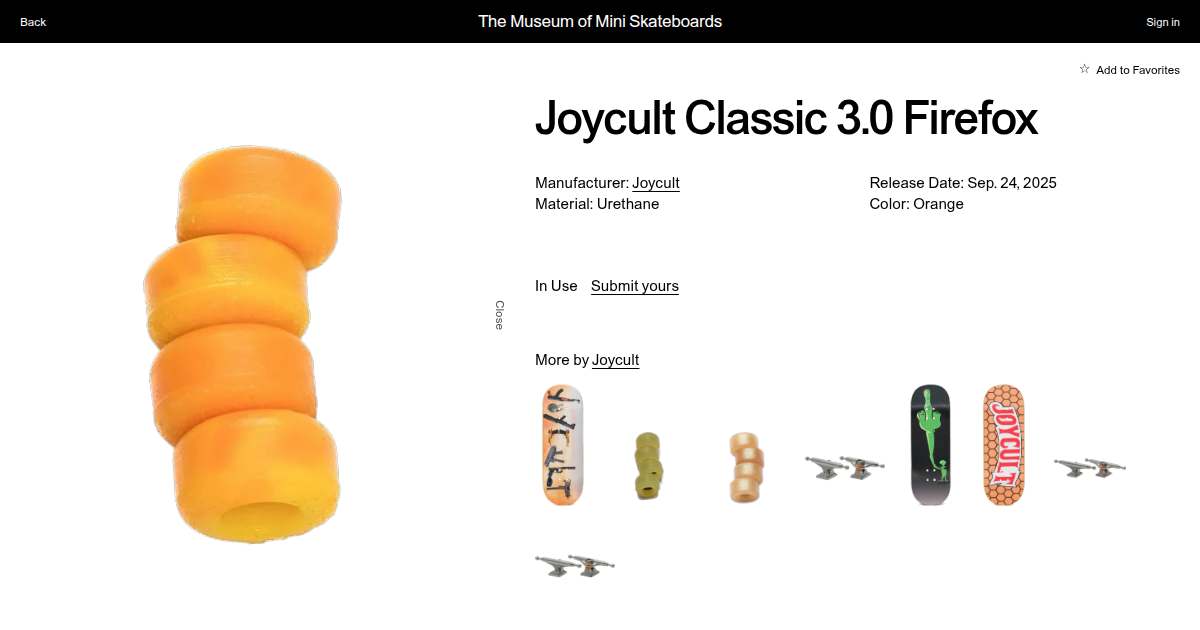 Back
The Museum of Mini Skateboards
Sign in
☆ Add to Favorites
Joycult Classic 3.0 Firefox
Manufacturer: Joycult
Material: Urethane
Release Date: Sep. 24, 2025
Color: Orange
In Use Submit yours
Close
More by Joycult
JOYCULT
JOYCULT